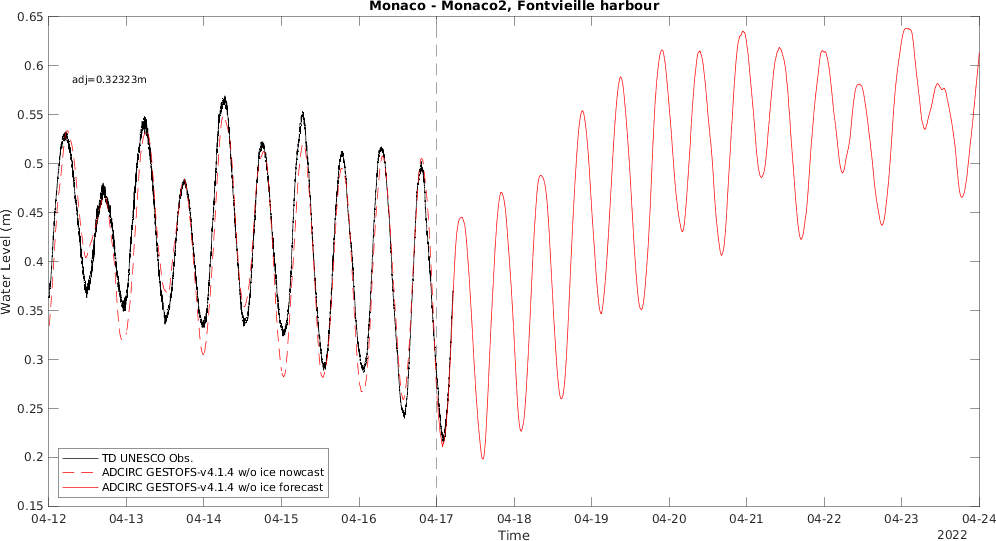 Monaco - Monaco2, Fontvieille harbour
adj=0.32323m
Water Level (m)
0.65
0.6
0.55
0.5
0.45
0.4
0.35
0.3
0.25
0.2
0.15
TD UNESCO Obs.
ADCIRC GESTOFS-v4.1.4 w/o ice nowcast
ADCIRC GESTOFS-v4.1.4 w/o ice forecast
04-12 04-13 04-14 04-15 04-16 04-17 04-18 04-19 04-20 04-21 04-22 04-23 04-24
Time
2022